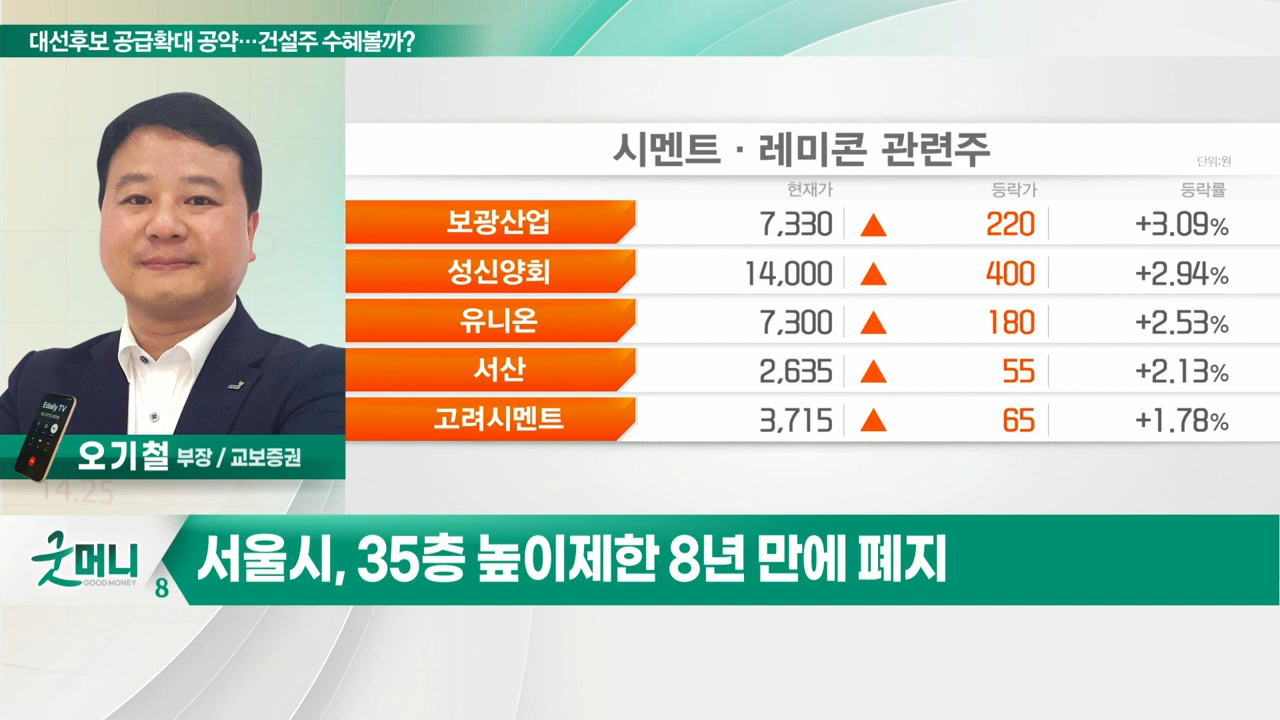 대선후보 공급확대 공약…건설주 수혜볼까?
시멘트 · 레미콘 관련주
단위:원
현재가 등락가 등락률
보광산업 7,330 ▲ 220 +3.09%
성신양회 14,000 ▲ 400 +2.94%
유니온 7,300 ▲ 180 +2.53%
서산 2,635 ▲ 55 +2.13%
고려시멘트 3,715 ▲ 65 +1.78%
Edaily TV
오기철 부장 / 교보증권
14.25
굿머니
GOOD MONEY
8
서울시, 35층 높이제한 8년 만에 폐지